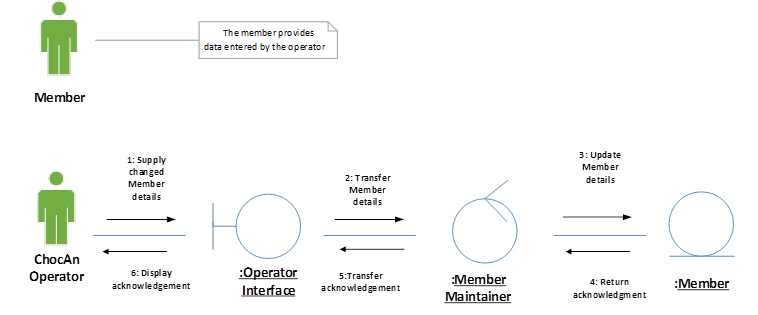 The member provides
data entered by the operator
Member
1: Supply
changed
Member
details
2: Transfer
Member
details
3: Update
Member
details
ChocAn
Operator
6: Display
acknowledgement
:Operator
Interface
5:Transfer
acknowledgement
:Member
Maintainer
4: Return
acknowledgment
:Member